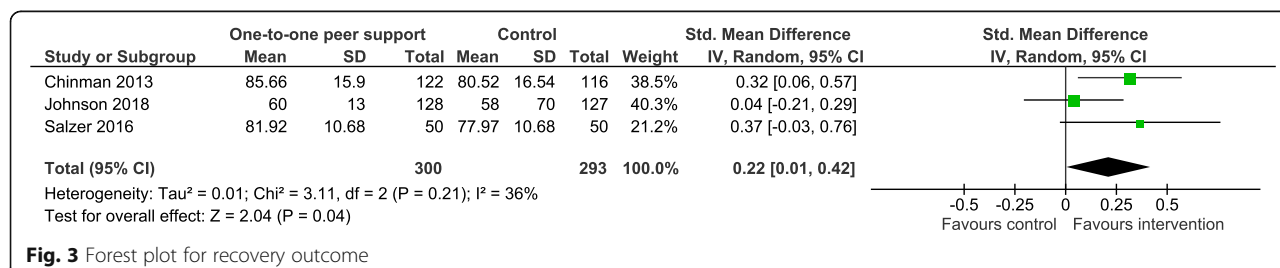 One-to-one peer support Control Std. Mean Difference Std. Mean Difference
Study or Subgroup Mean SD Total Mean SD Total Weight IV, Random, 95% CI IV, Random, 95% CI
Chinman 2013 85.66 15.9 122 80.52 16.54 116 38.5% 0.32 [0.06, 0.57]
Johnson 2018 60 13 128 58 70 127 40.3% 0.04 [-0.21, 0.29]
Salzer 2016 81.92 10.68 50 77.97 10.68 50 21.2% 0.37 [-0.03, 0.76]
Total (95% CI) 300 293 100.0% 0.22 [0.01, 0.42]
Heterogeneity: Tau² = 0.01; Chi² = 3.11, df = 2 (P = 0.21); I² = 36%
Test for overall effect: Z = 2.04 (P = 0.04)
-0.5 -0.25 0 0.25 0.5
Favours control Favours intervention
Fig. 3 Forest plot for recovery outcome